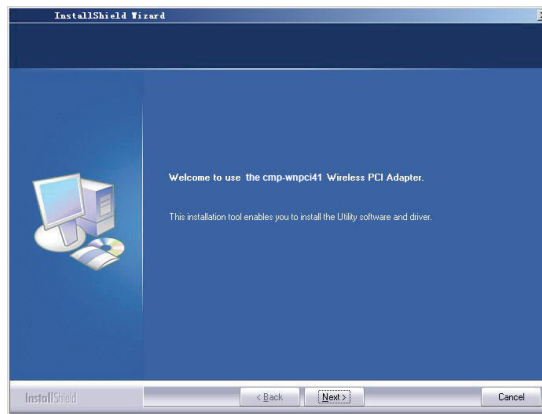 InstallShield Wizard
Welcome to use the cmp-wnpci41 Wireless PCI Adapter.
This installation tool enables you to install the Utility software and driver.
InstallShield
< Back
Next >
Cancel